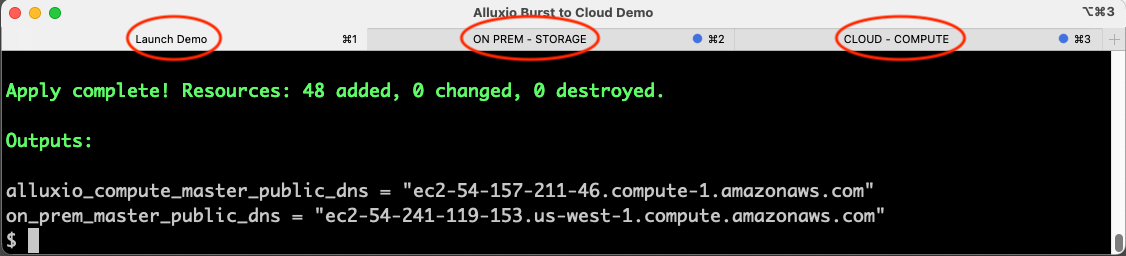 Alluxio Burst to Cloud Demo
⌥⌘3
Launch Demo ⌘1 ON PREM - STORAGE ⌘2 CLOUD - COMPUTE ⌘3 +
Apply complete! Resources: 48 added, 0 changed, 0 destroyed.
Outputs:
alluxio_compute_master_public_dns = "ec2-54-157-211-46.compute-1.amazonaws.com"
on_prem_master_public_dns = "ec2-54-241-119-153.us-west-1.compute.amazonaws.com"
$